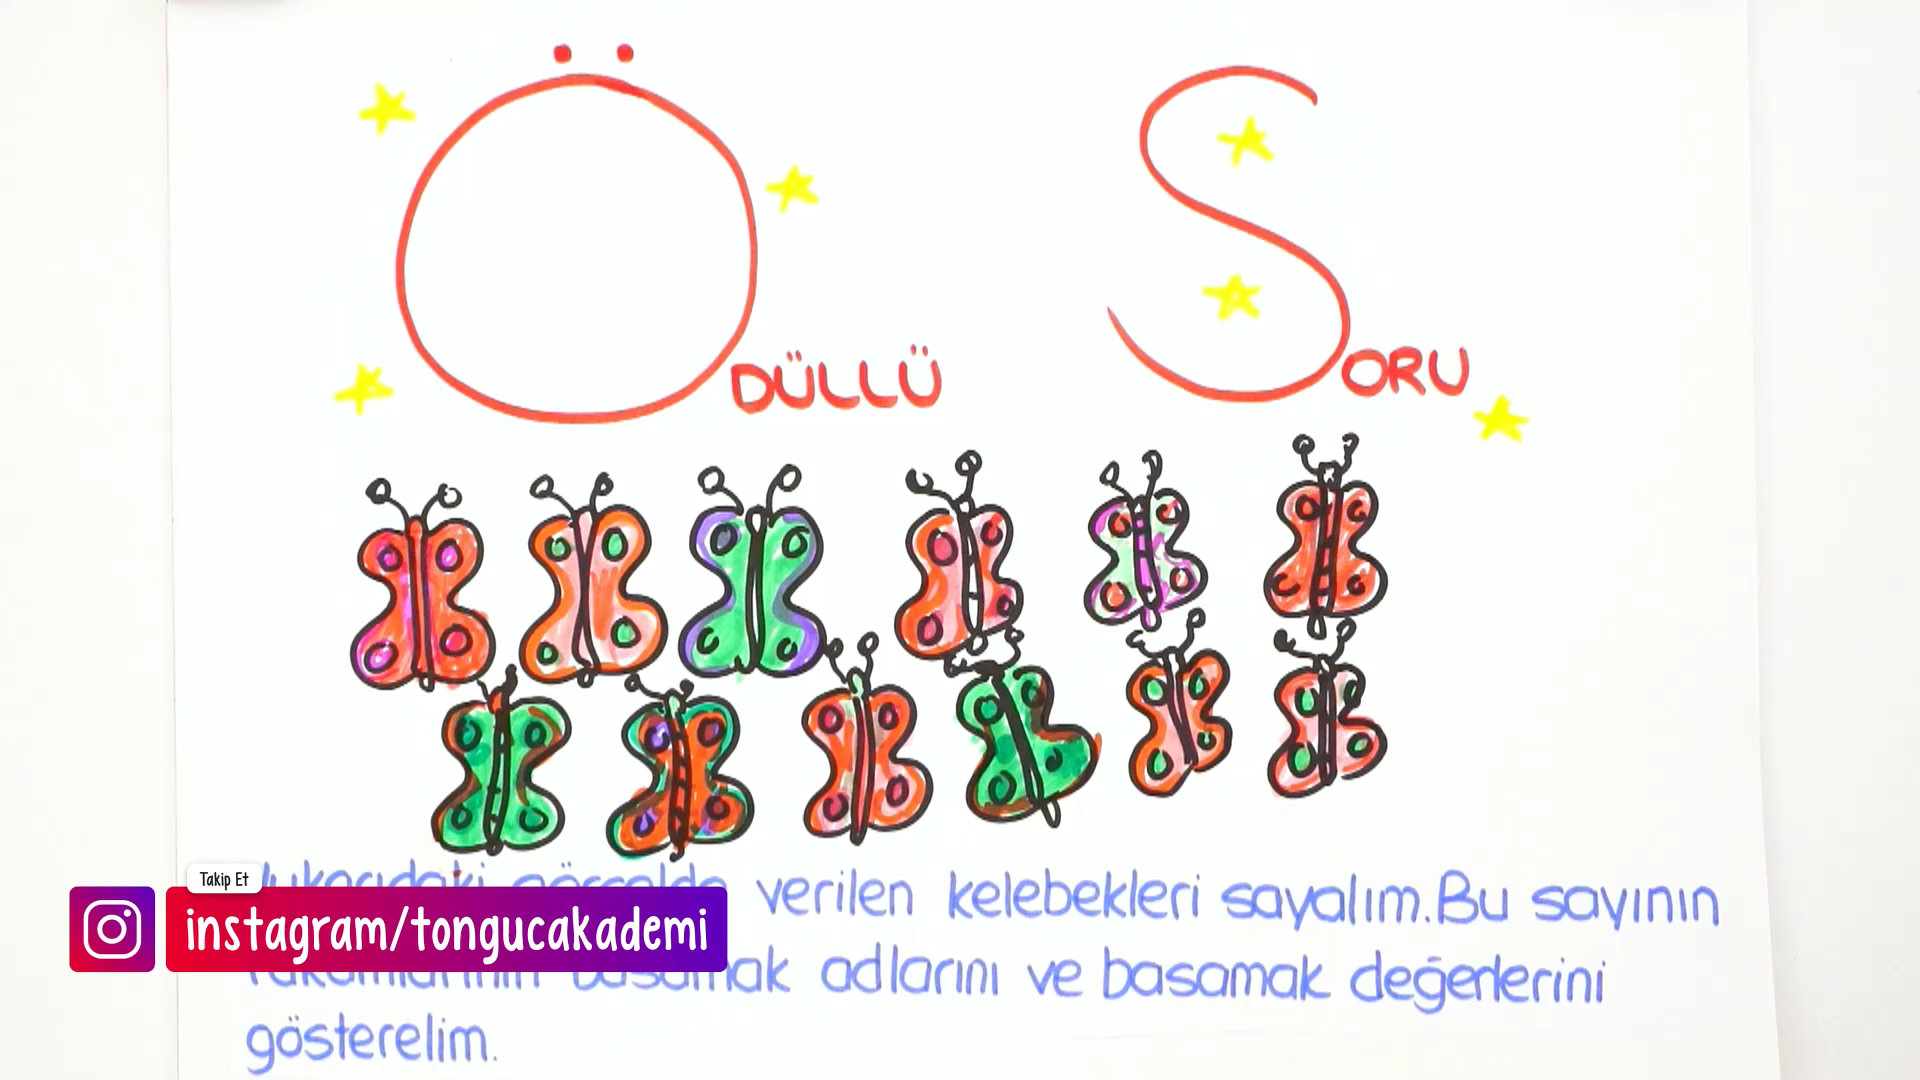 ÖDÜLLÜ SORU
verilen kelebekleri sayalım. Bu sayının
adlarını ve basamak değerlerini
gösterelim.
Takip Et
instagram/tongucakademi